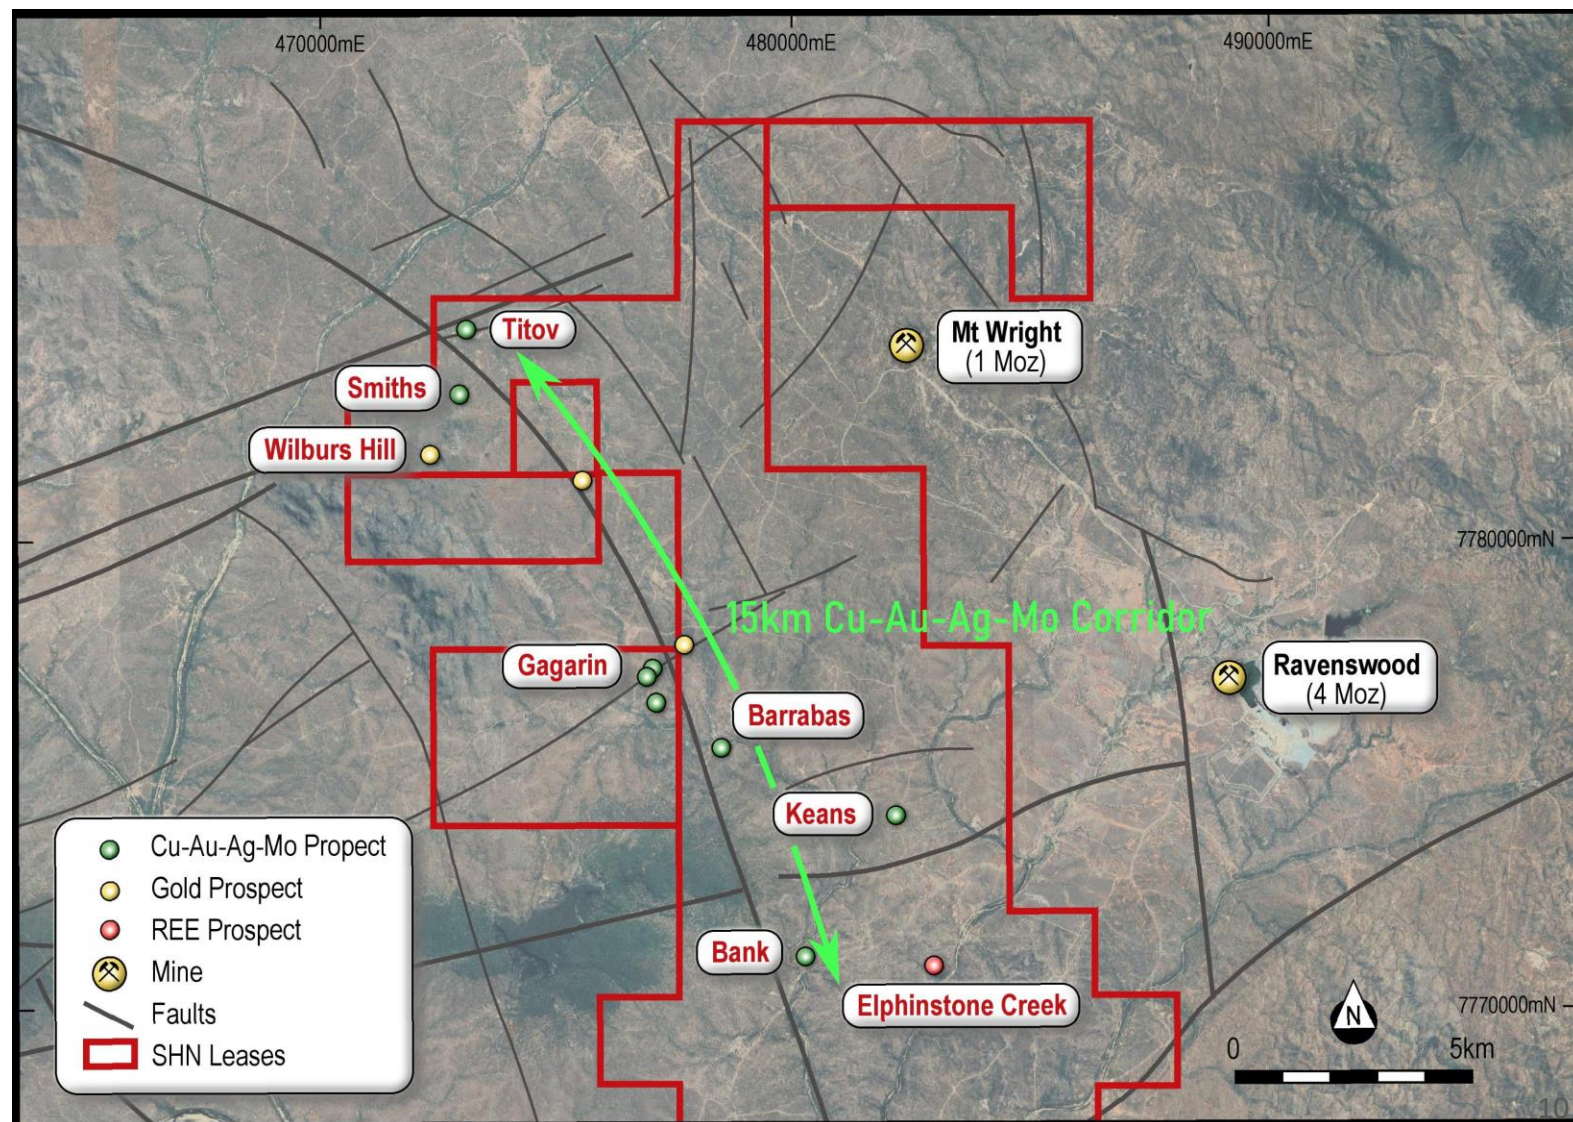 470000mE
480000mE
490000mE
Titov
Mt Wright
(1 Moz)
Smiths
Wilburs Hill
7780000mN
15km Cu-Au-Ag-Mo Corridor
Gagarin
Ravenswood
(4 Moz)
Barrabas
Keans
Bank
Elphinstone Creek
7770000mN
Cu-Au-Ag-Mo Propect
Gold Prospect
REE Prospect
Mine
Faults
SHN Leases
N
0 5km
10